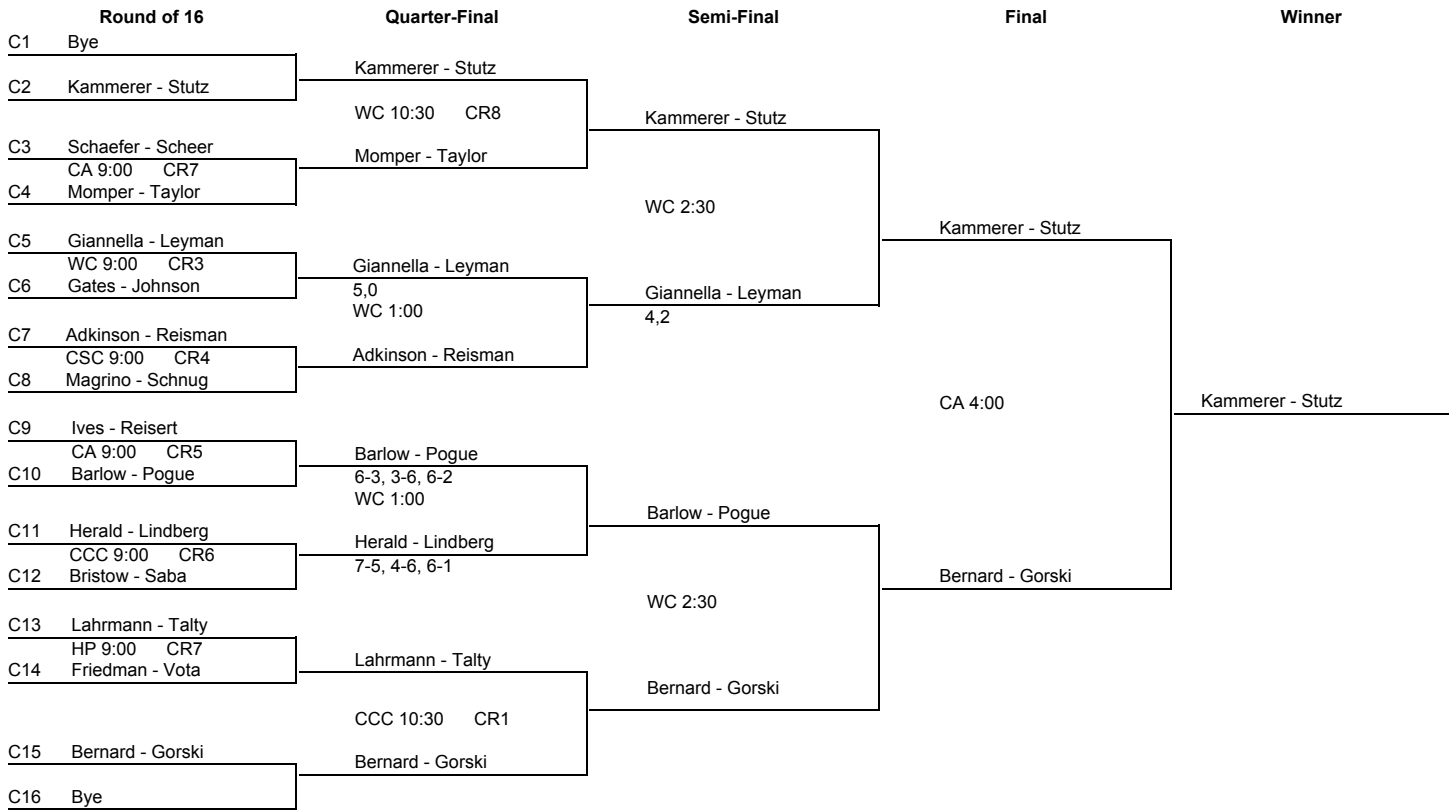 Round of 16
Quarter-Final
Semi-Final
Final
Winner
C1 Bye
C2 Kammerer - Stutz
C3 Schaefer - Scheer
CA 9:00 CR7
C4 Momper - Taylor
C5 Giannella - Leyman
WC 9:00 CR3
C6 Gates - Johnson
C7 Adkinson - Reisman
CSC 9:00 CR4
C8 Magrino - Schnug
C9 Ives - Reisert
CA 9:00 CR5
C10 Barlow - Pogue
C11 Herald - Lindberg
CCC 9:00 CR6
C12 Bristow - Saba
C13 Lahrmann - Talty
HP 9:00 CR7
C14 Friedman - Vota
C15 Bernard - Gorski
C16 Bye
Kammerer - Stutz
WC 10:30 CR8
Momper - Taylor
Giannella - Leyman
5,0
WC 1:00
Adkinson - Reisman
Barlow - Pogue
6-3, 3-6, 6-2
WC 1:00
Herald - Lindberg
7-5, 4-6, 6-1
Lahrmann - Talty
CCC 10:30 CR1
Bernard - Gorski
Kammerer - Stutz
WC 2:30
Giannella - Leyman
4,2
Barlow - Pogue
WC 2:30
Bernard - Gorski
Kammerer - Stutz
CA 4:00
Bernard - Gorski
Kammerer - Stutz